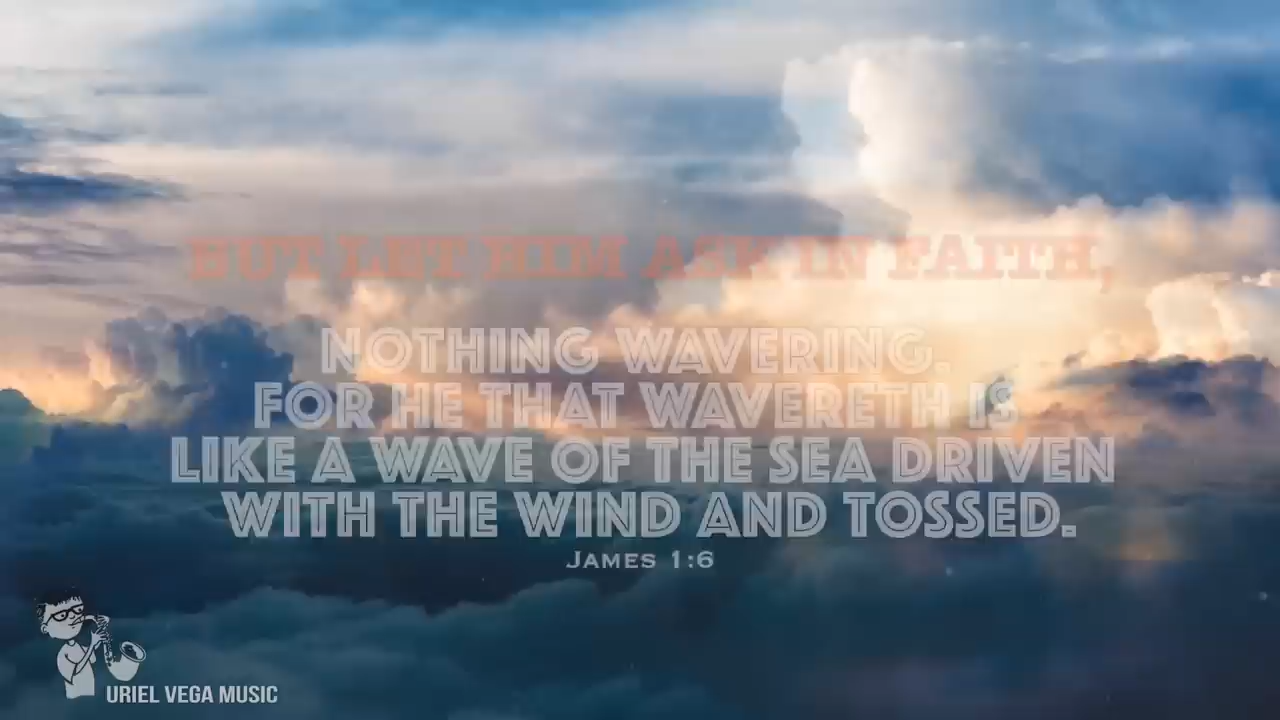 BUT LET HIM ASK IN FAITH,
NOTHING WAVERING.
FOR HE THAT WAVERETH IS
LIKE A WAVE OF THE SEA DRIVEN
WITH THE WIND AND TOSSED.
JAMES 1:6
URIEL VEGA MUSIC